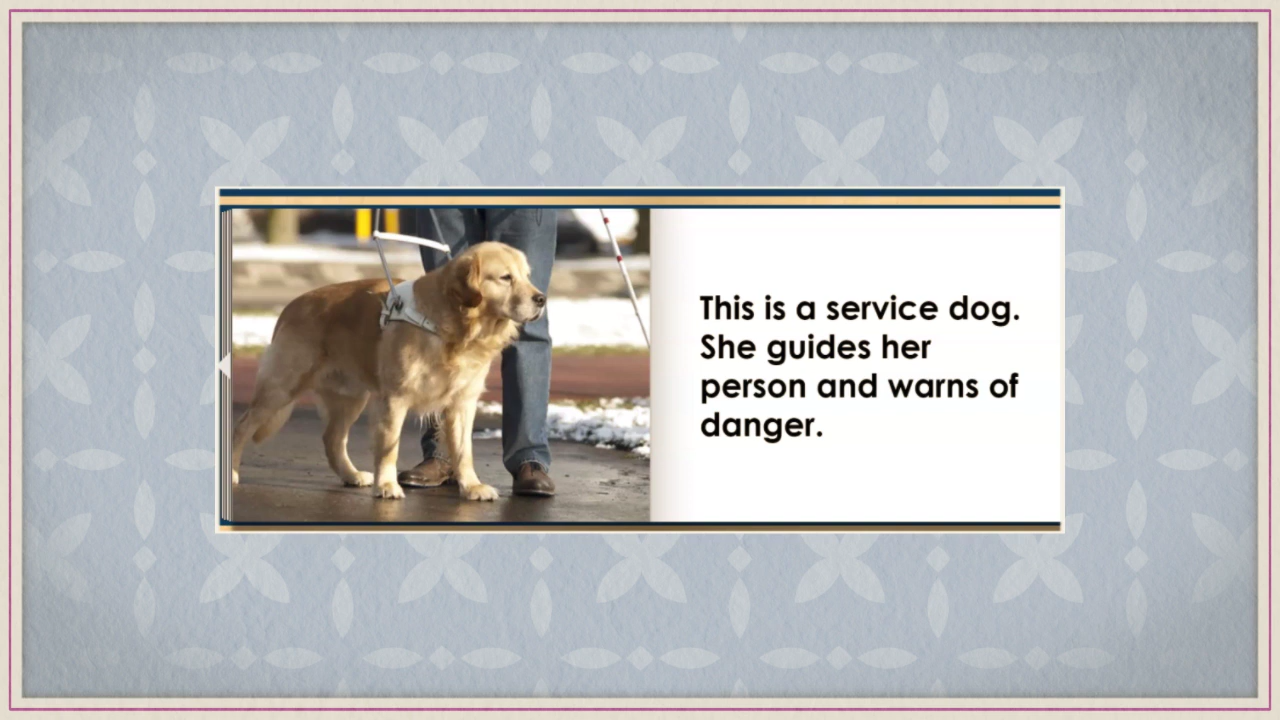 This is a service dog.
She guides her
person and warns of
danger.